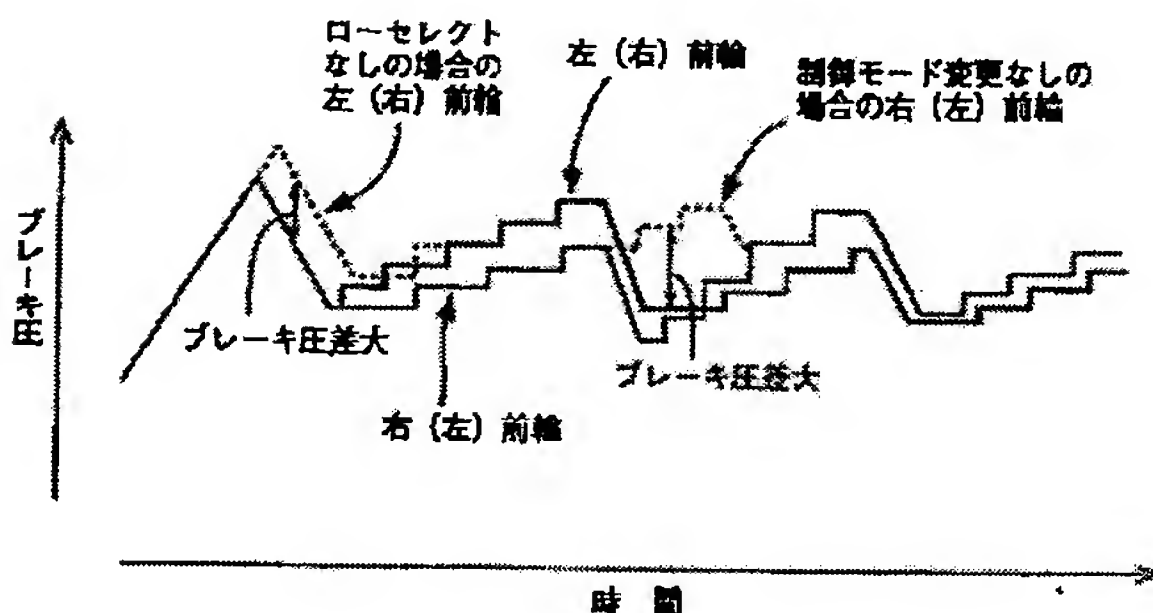 ローセレクト
なしの場合の
左（右）前輪
左（右）前輪
制御モード変更なしの
場合の右（左）前輪
ブレーキ圧
ブレーキ圧差大
ブレーキ圧差大
右（左）前輪
時 間